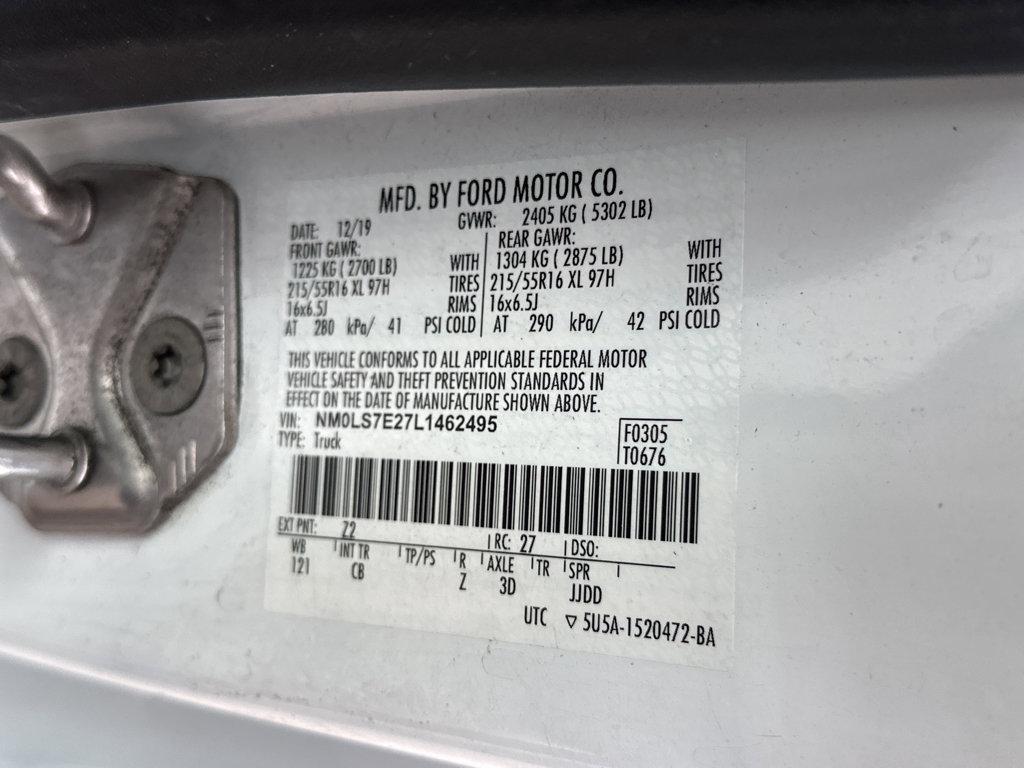 MFD. BY FORD MOTOR CO.
DATE: 12/19 GVWR: 2405 KG ( 5302 LB)
FRONT GAWR: REAR GAWR:
1225 KG ( 2700 LB) WITH 1304 KG ( 2875 LB) WITH
215/55R16 XL 97H TIRES 215/55R16 XL 97H TIRES
16x6.5J RIMS 16x6.5J RIMS
AT 280 kPa/ 41 PSI COLD AT 290 kPa/ 42 PSI COLD
THIS VEHICLE CONFORMS TO ALL APPLICABLE FEDERAL MOTOR
VEHICLE SAFETY AND THEFT PREVENTION STANDARDS IN
EFFECT ON THE DATE OF MANUFACTURE SHOWN ABOVE.
VIN: NM0LS7E27L1462495 F0305
TYPE: Truck T0676
EXT PNT: Z2 RC: 27 DSO:
WB INT TR TP/PS R AXLE TR SPR
121 CB Z 3D JJDD
UTC ▽ 5U5A-1520472-BA